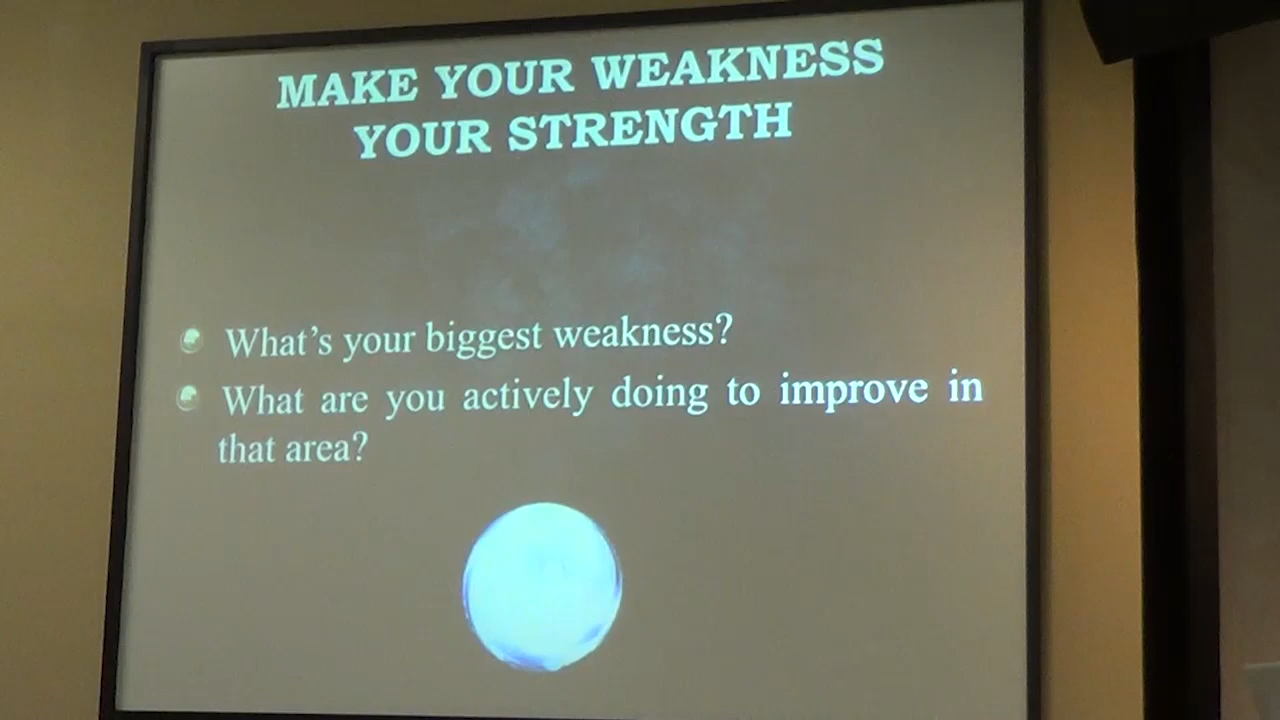 MAKE YOUR WEAKNESS
YOUR STRENGTH
What's your biggest weakness?
What are you actively doing to improve in
that area?